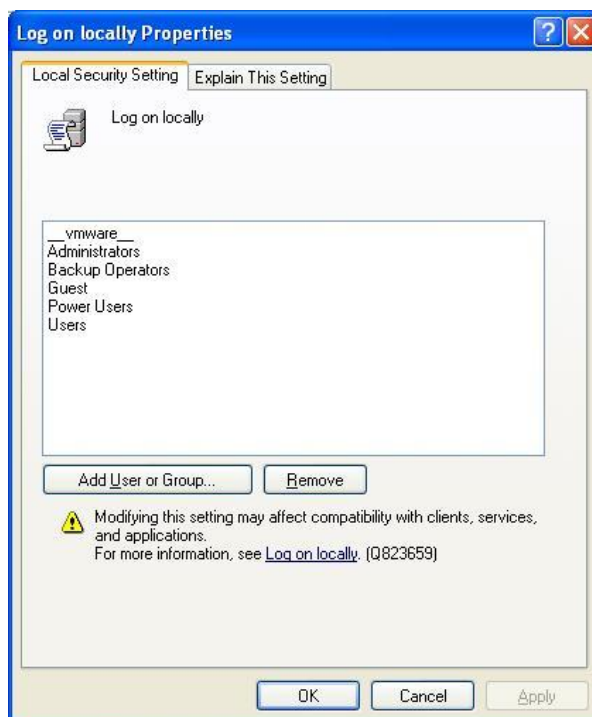 Log on locally Properties
Local Security Setting
Explain This Setting
Log on locally
__vmware__
Administrators
Backup Operators
Guest
Power Users
Users
Add User or Group...
Remove
Modifying this setting may affect compatibility with clients, services,
and applications.
For more information, see Log on locally. (Q823659)
OK
Cancel
Apply